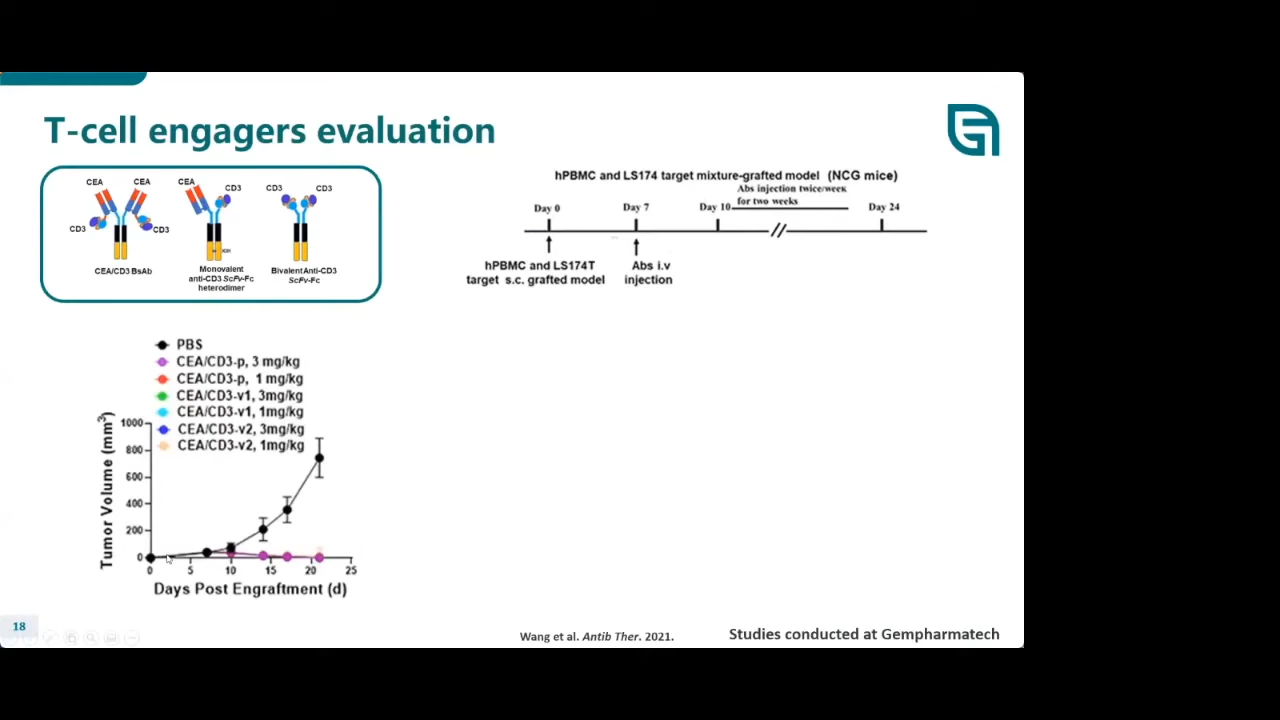 T-cell engagers evaluation
CEA CEA CEA CD3 CD3 CD3
CD3 CD3
CEA/CD3 BsAb
Monovalent
anti-CD3 ScFv-Fc
heterodimer
Bivalent Anti-CD3
ScFv-Fc
hPBMC and LS174 target mixture-grafted model (NCG mice)
Abs injection twice/week
for two weeks
Day 0 Day 7 Day 10 Day 24
hPBMC and LS174T
target s.c. grafted model
Abs i.v
injection
PBS
CEA/CD3-p, 3 mg/kg
CEA/CD3-p, 1 mg/kg
CEA/CD3-v1, 3mg/kg
CEA/CD3-v1, 1mg/kg
CEA/CD3-v2, 3mg/kg
CEA/CD3-v2, 1mg/kg
Tumor Volume (mm3)
1000
800
600
400
200
0
0 5 10 15 20 25
Days Post Engraftment (d)
18
Wang et al. Antib Ther. 2021.
Studies conducted at Gempharmatech